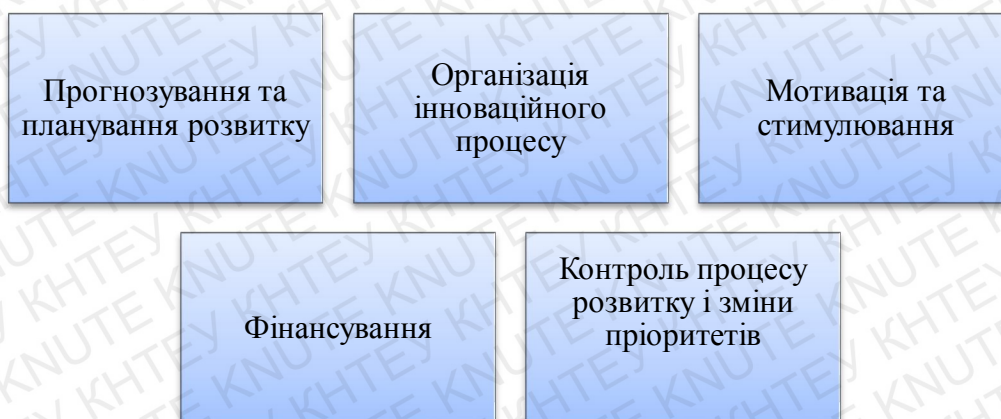 Прогнозування та
планування розвитку
Організація
інноваційного
процесу
Мотивація та
стимулювання
Фінансування
Контроль процесу
розвитку і зміни
пріоритетів